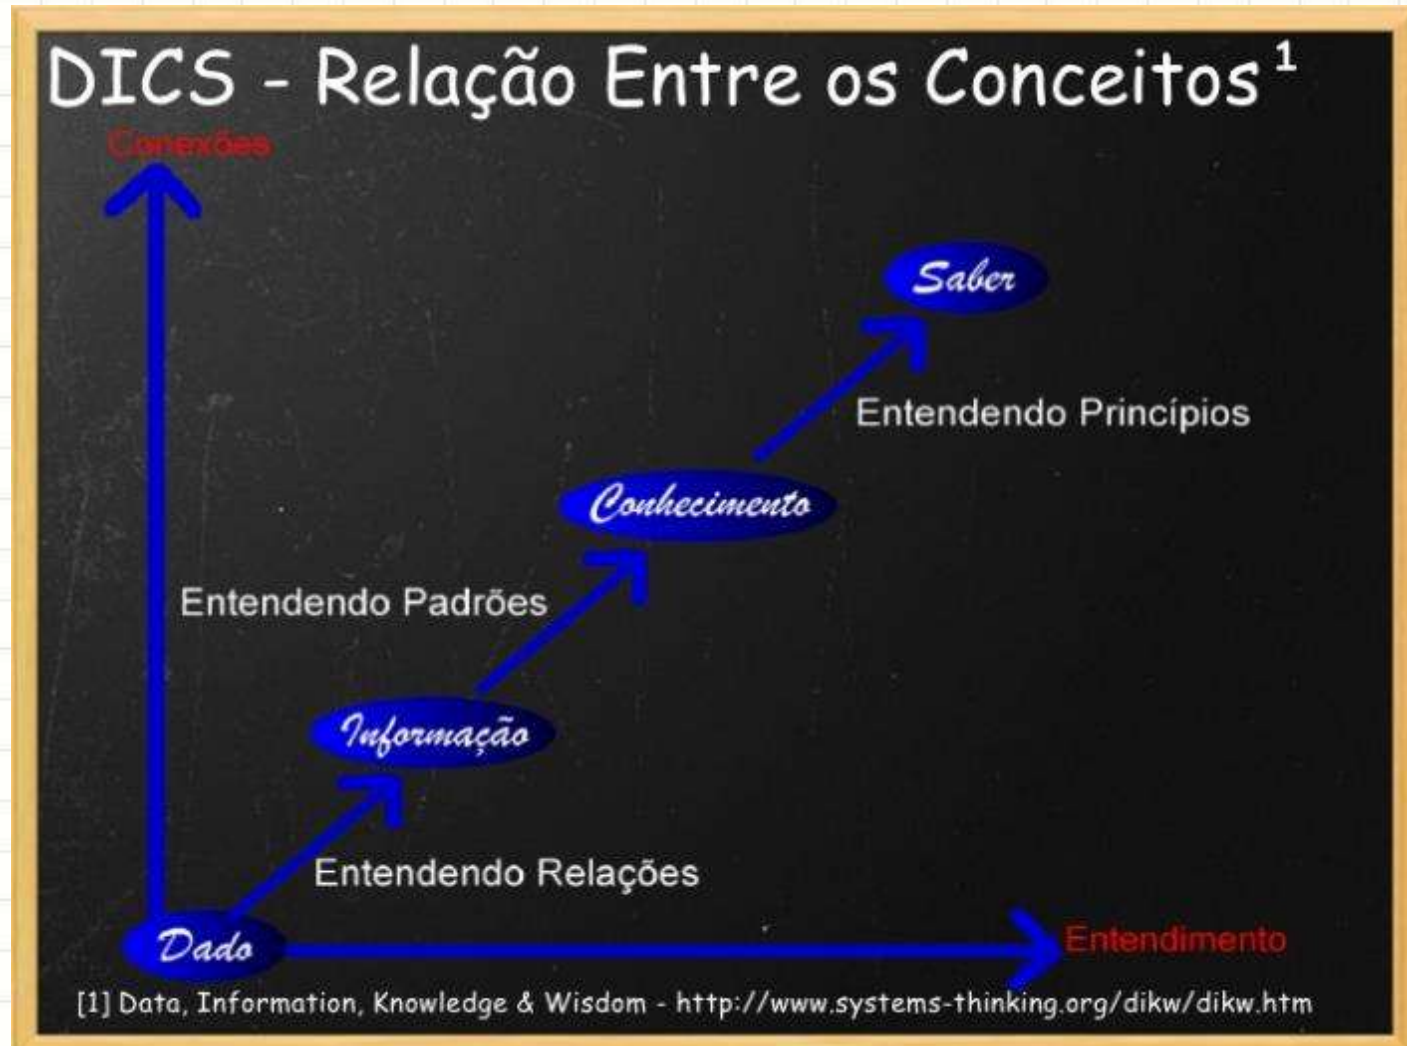 DICS - Relação Entre os Conceitos¹
Conexões
Saber
Entendendo Princípios
Conhecimento
Entendendo Padrões
Informação
Entendendo Relações
Dado
Entendimento
[1] Data, Information, Knowledge & Wisdom - http://www.systems-thinking.org/dikw/dikw.htm